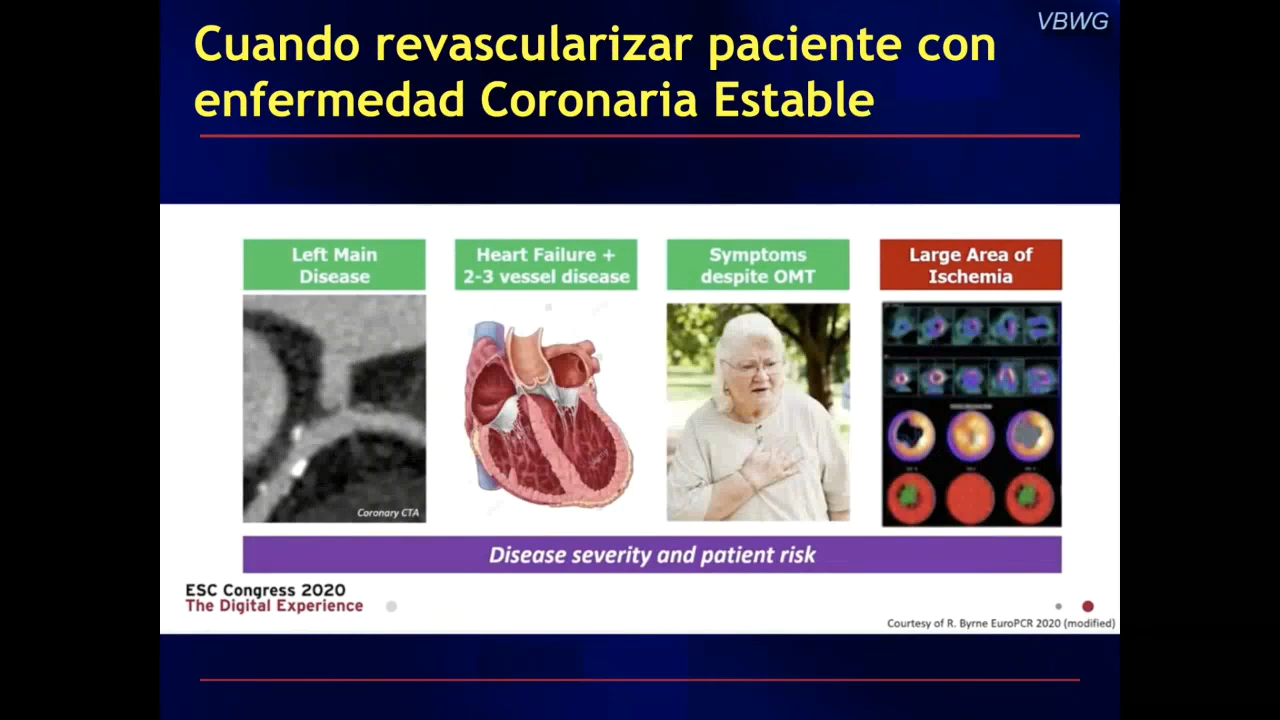 VBWG
Cuando revascularizar paciente con
enfermedad Coronaria Estable
Left Main
Disease
Heart Failure +
2-3 vessel disease
Symptoms
despite OMT
Large Area of
Ischemia
Coronary CTA
Disease severity and patient risk
ESC Congress 2020
The Digital Experience
Courtesy of R. Byrne EuroPCR 2020 (modified)